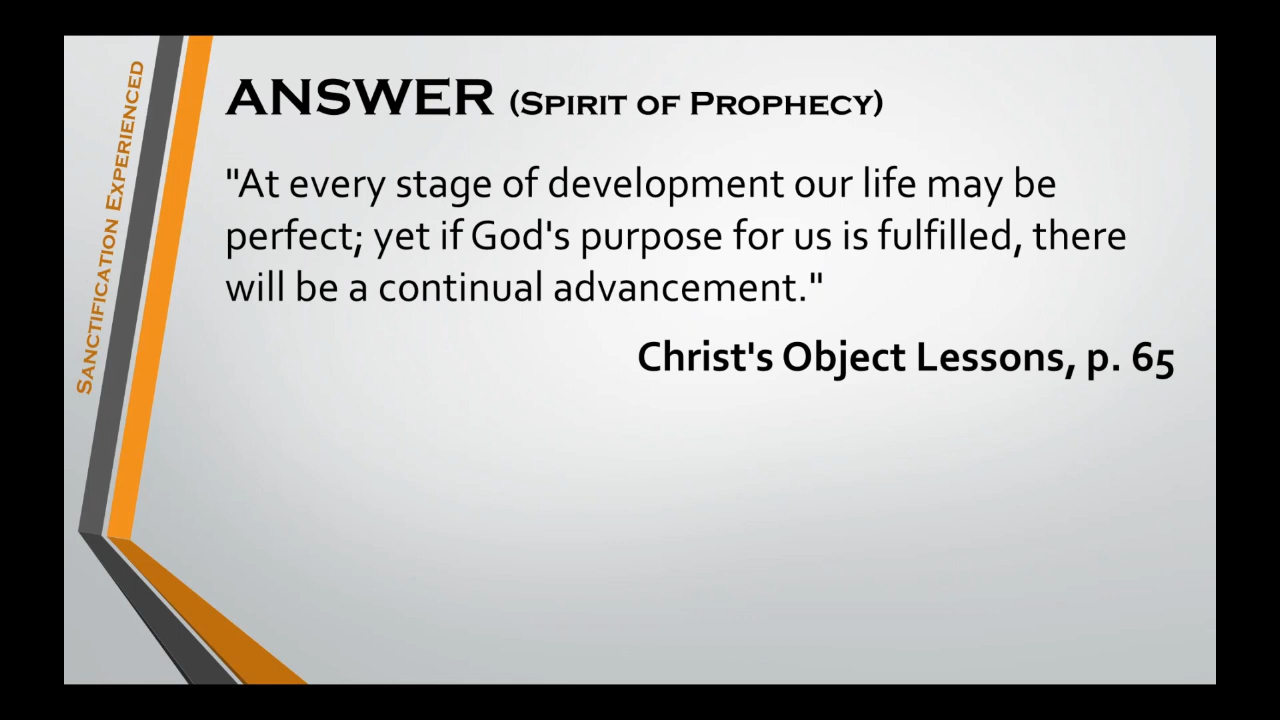 Sanctification Experienced
ANSWER (Spirit of Prophecy)
"At every stage of development our life may be
perfect; yet if God's purpose for us is fulfilled, there
will be a continual advancement."
Christ's Object Lessons, p. 65